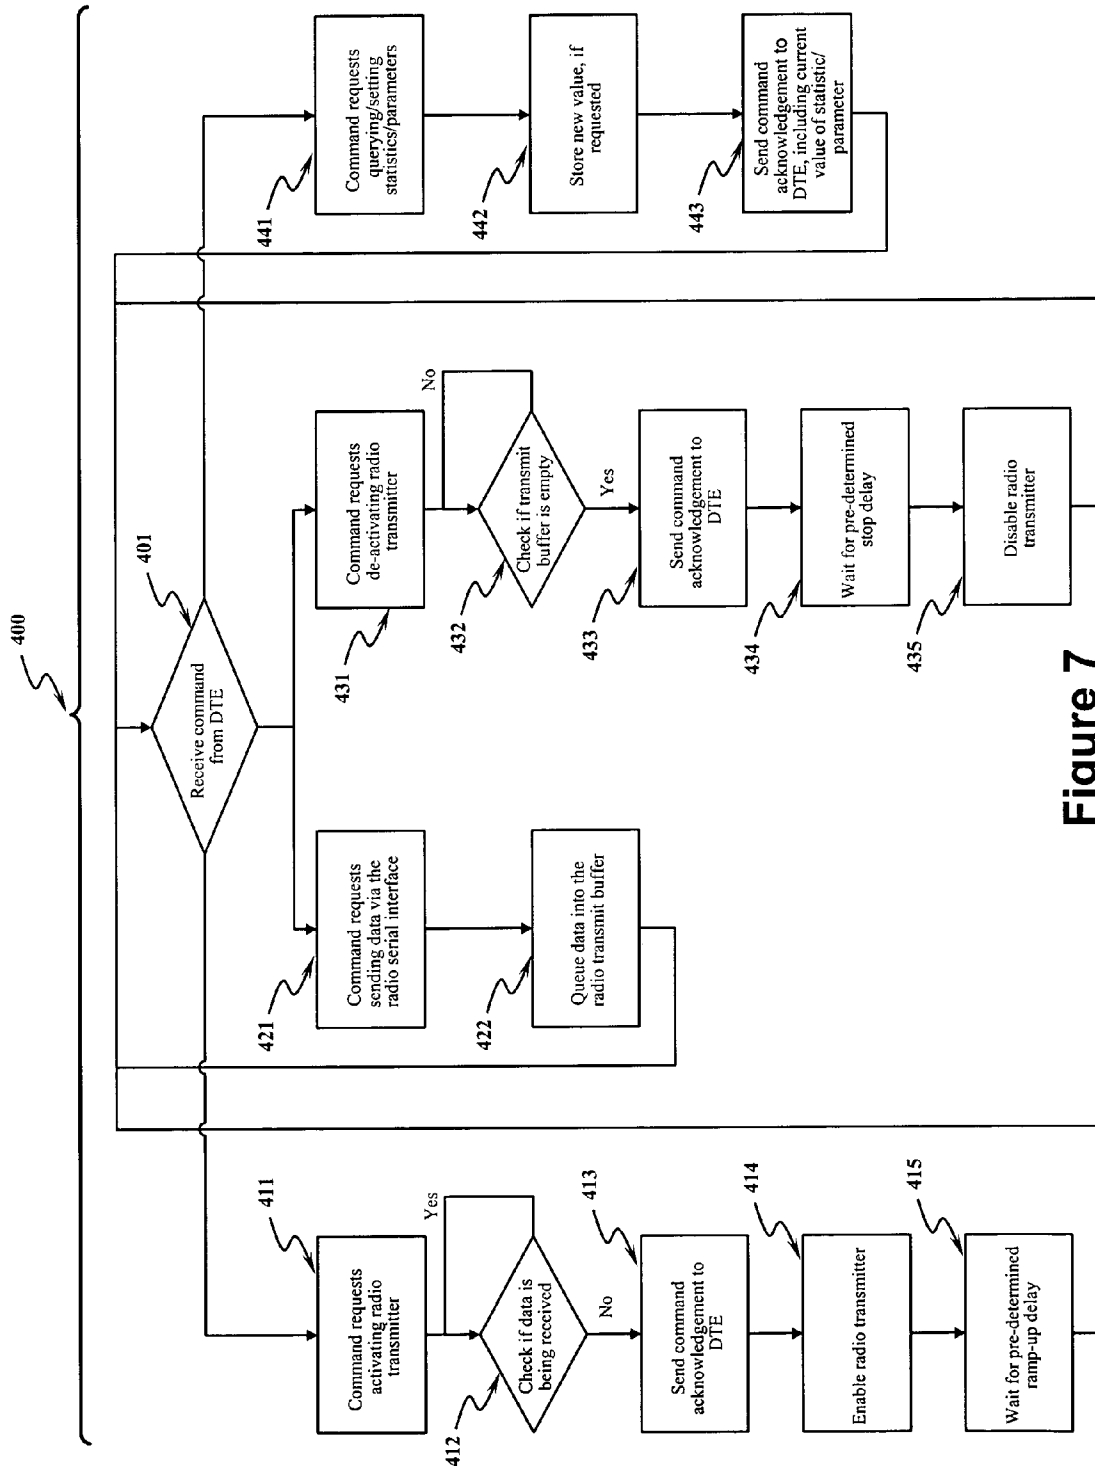 400
401
Receive command
from DTE
411
Command requests
activating radio
transmitter
Yes
412
Check if data is
being received
No
413
Send command
acknowledgement to
DTE
414
Enable radio transmitter
415
Wait for pre-determined
ramp-up delay
421
Command requests
sending data via the
radio serial interface
422
Queue data into the
radio transmit buffer
431
Command requests
de-activating radio
transmitter
No
432
Check if transmit
buffer is empty
Yes
433
Send command
acknowledgement to
DTE
434
Wait for pre-determined
stop delay
435
Disable radio
transmitter
441
Command requests
querying/setting
statistics/parameters
442
Store new value, if
requested
443
Send command
acknowledgement to
DTE, including current
value of statistic/
parameter
Figure 7